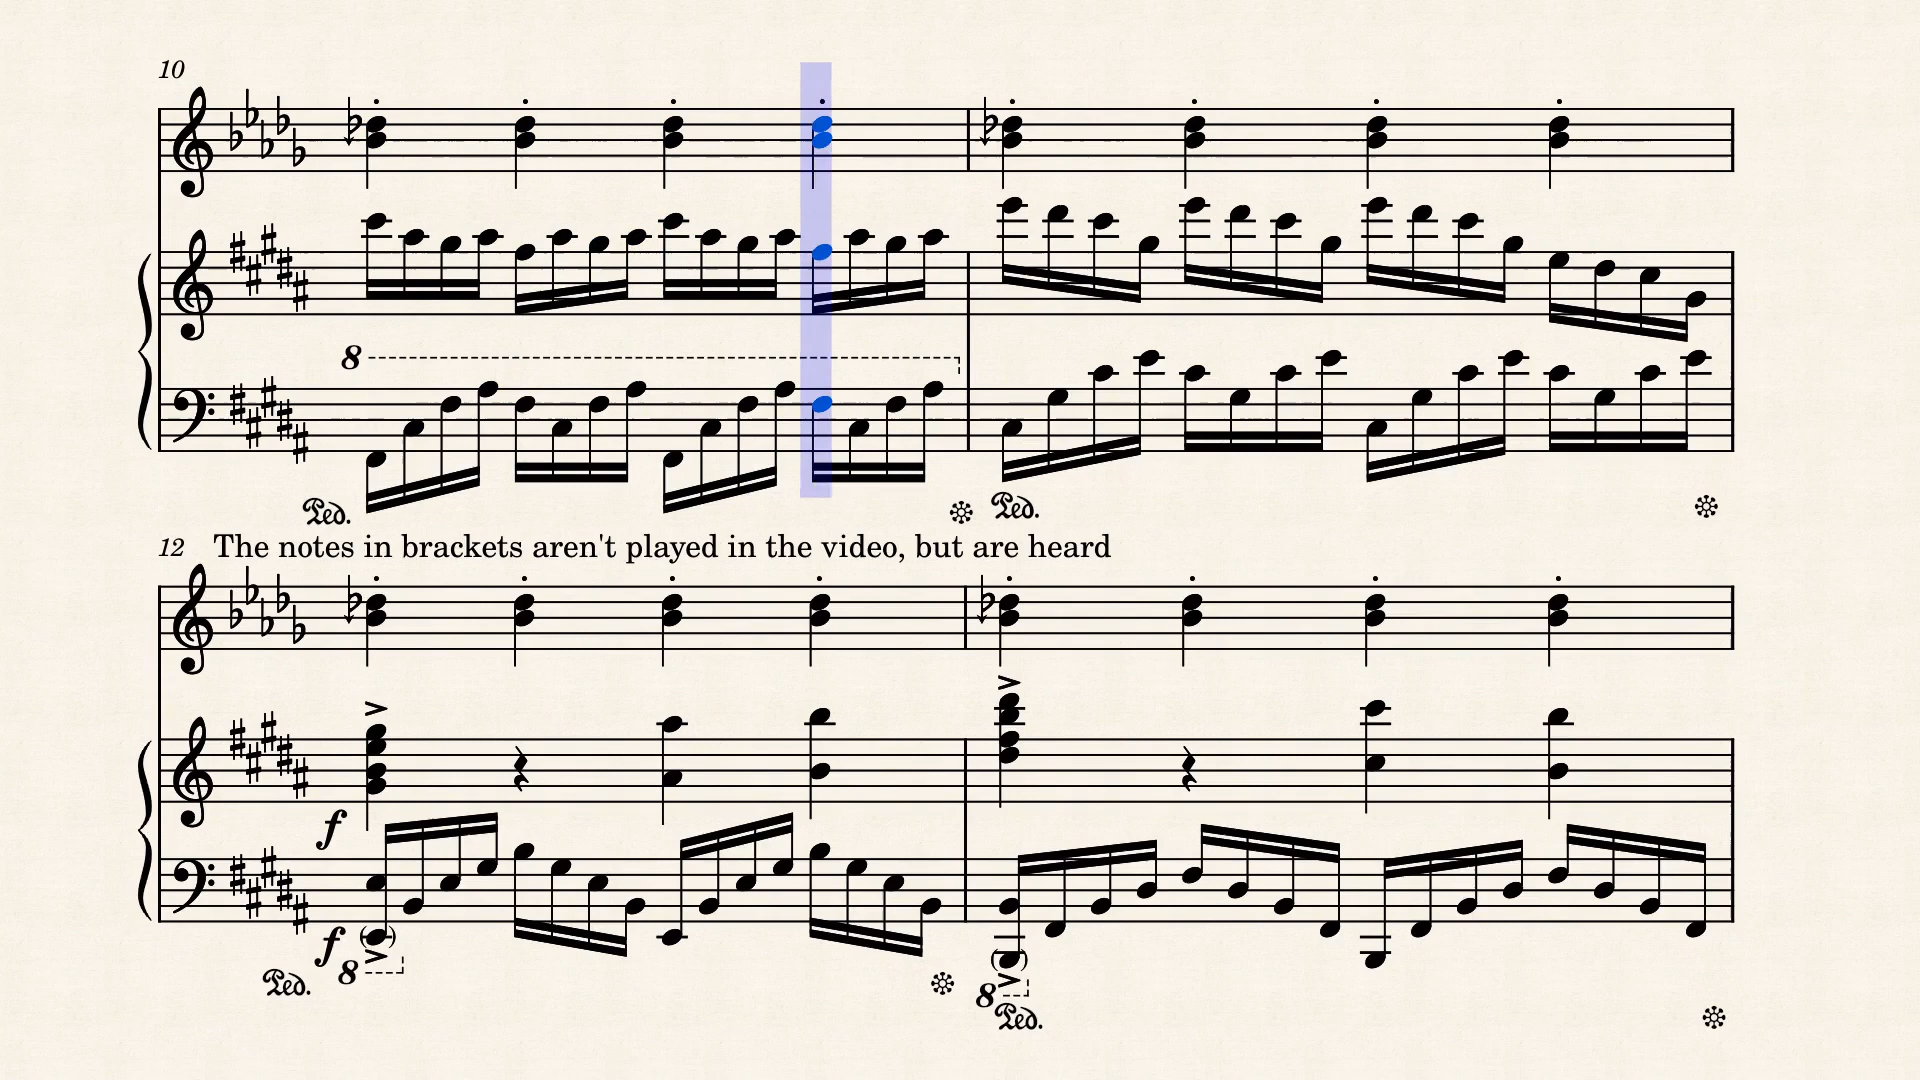 10
8
Ped.
Ped.
12 The notes in brackets aren't played in the video, but are heard
f
f
8
Ped.
8
Ped.